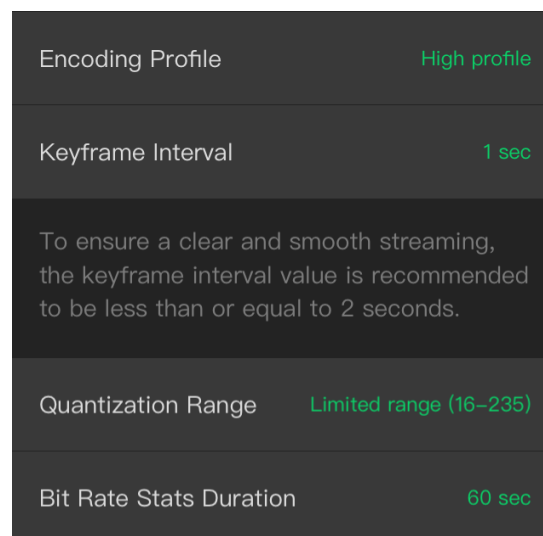 Encoding Profile High profile
Keyframe Interval 1 sec
To ensure a clear and smooth streaming,
the keyframe interval value is recommended
to be less than or equal to 2 seconds.
Quantization Range Limited range (16–235)
Bit Rate Stats Duration 60 sec